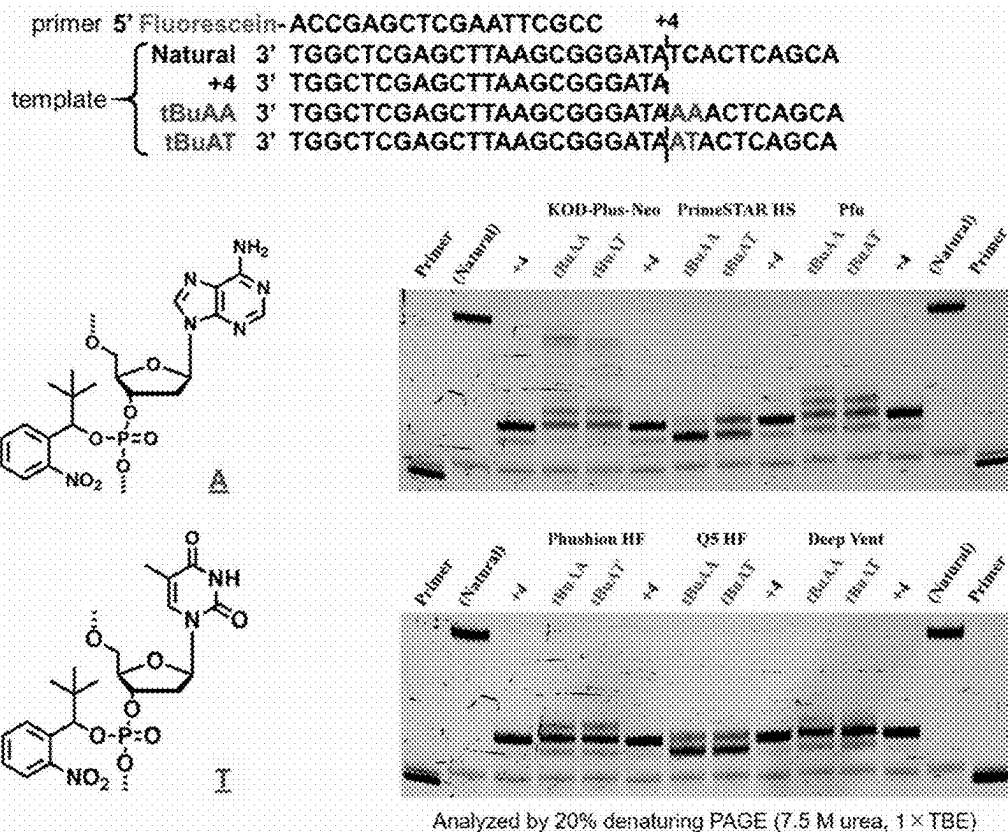 primer 5' Fluorescein-ACCGAGCTCGAATTCGCC +4
template
Natural 3' TGGCTCGAGCTTAAGCGGGATATCACTCAGCA
+4 3' TGGCTCGAGCTTAAGCGGGATA
tBuAA 3' TGGCTCGAGCTTAAGCGGGATAAAACTCAGCA
tBuAT 3' TGGCTCGAGCTTAAGCGGGATAATACTCAGCA
KOD-Plus-Neo PrimeSTAR HS Pfu
Primer (Natural) +4 tBuAA tBuAT +4 tBuAA tBuAT +4 tBuAA tBuAT +4 (Natural) Primer
NH2
N N
N N
O O
O
O-P=O
O
NO2
A
Phushion HF Q5 HF Deep Vent
Primer (Natural) +4 tBuAA tBuAT +4 tBuAA tBuAT +4 tBuAA tBuAT +4 (Natural) Primer
O
NH
N O
O O
O
O-P=O
O
NO2
T
Analyzed by 20% denaturing PAGE (7.5 M urea, 1 × TBE)